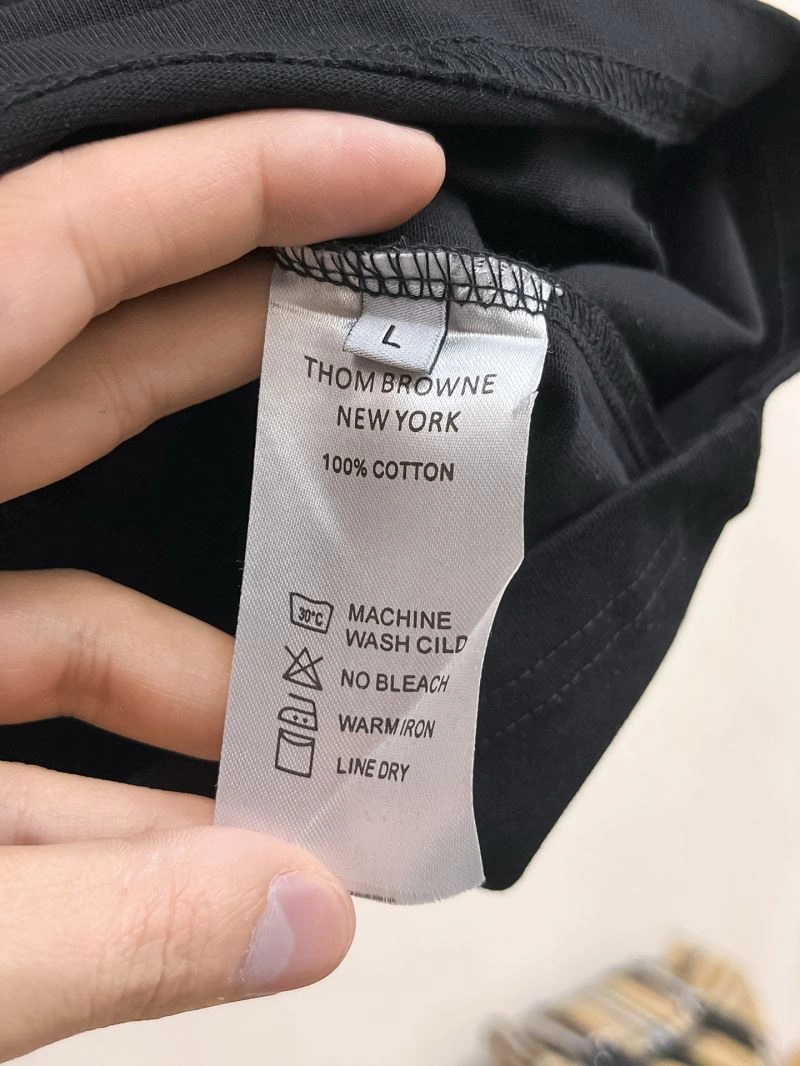 L
THOM BROWNE
NEW YORK
100% COTTON
30°C
MACHINE
WASH CILD
NO BLEACH
WARM IRON
LINE DRY